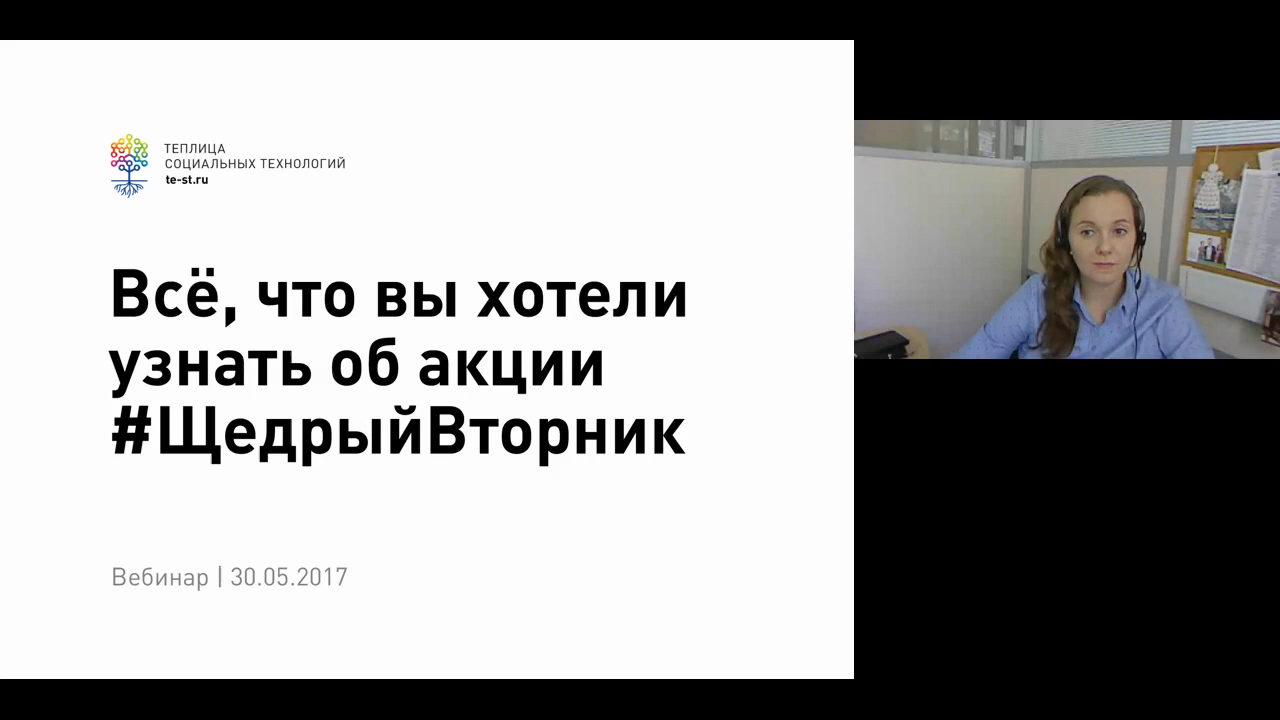 ТЕПЛИЦА
СОЦИАЛЬНЫХ ТЕХНОЛОГИЙ
te-st.ru
Всё, что вы хотели
узнать об акции
#ЩедрыйВторник
Вебинар | 30.05.2017